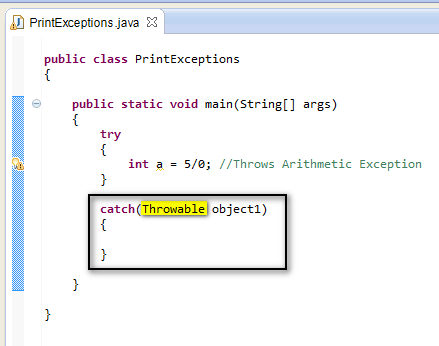 PrintExceptions.java
public class PrintExceptions
{
public static void main(String[] args)
{
try
{
int a = 5/0; //Throws Arithmetic Exception
}
catch(Throwable object1)
{
}
}
}